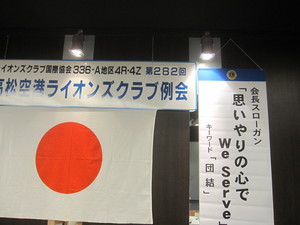 イオンズクラブ国際協会336-A地区4R・4Z 第282回
高松空港ライオンズクラブ例会
会長スローガン
「思いやりの心で
We Serve」
キーワード「団結」